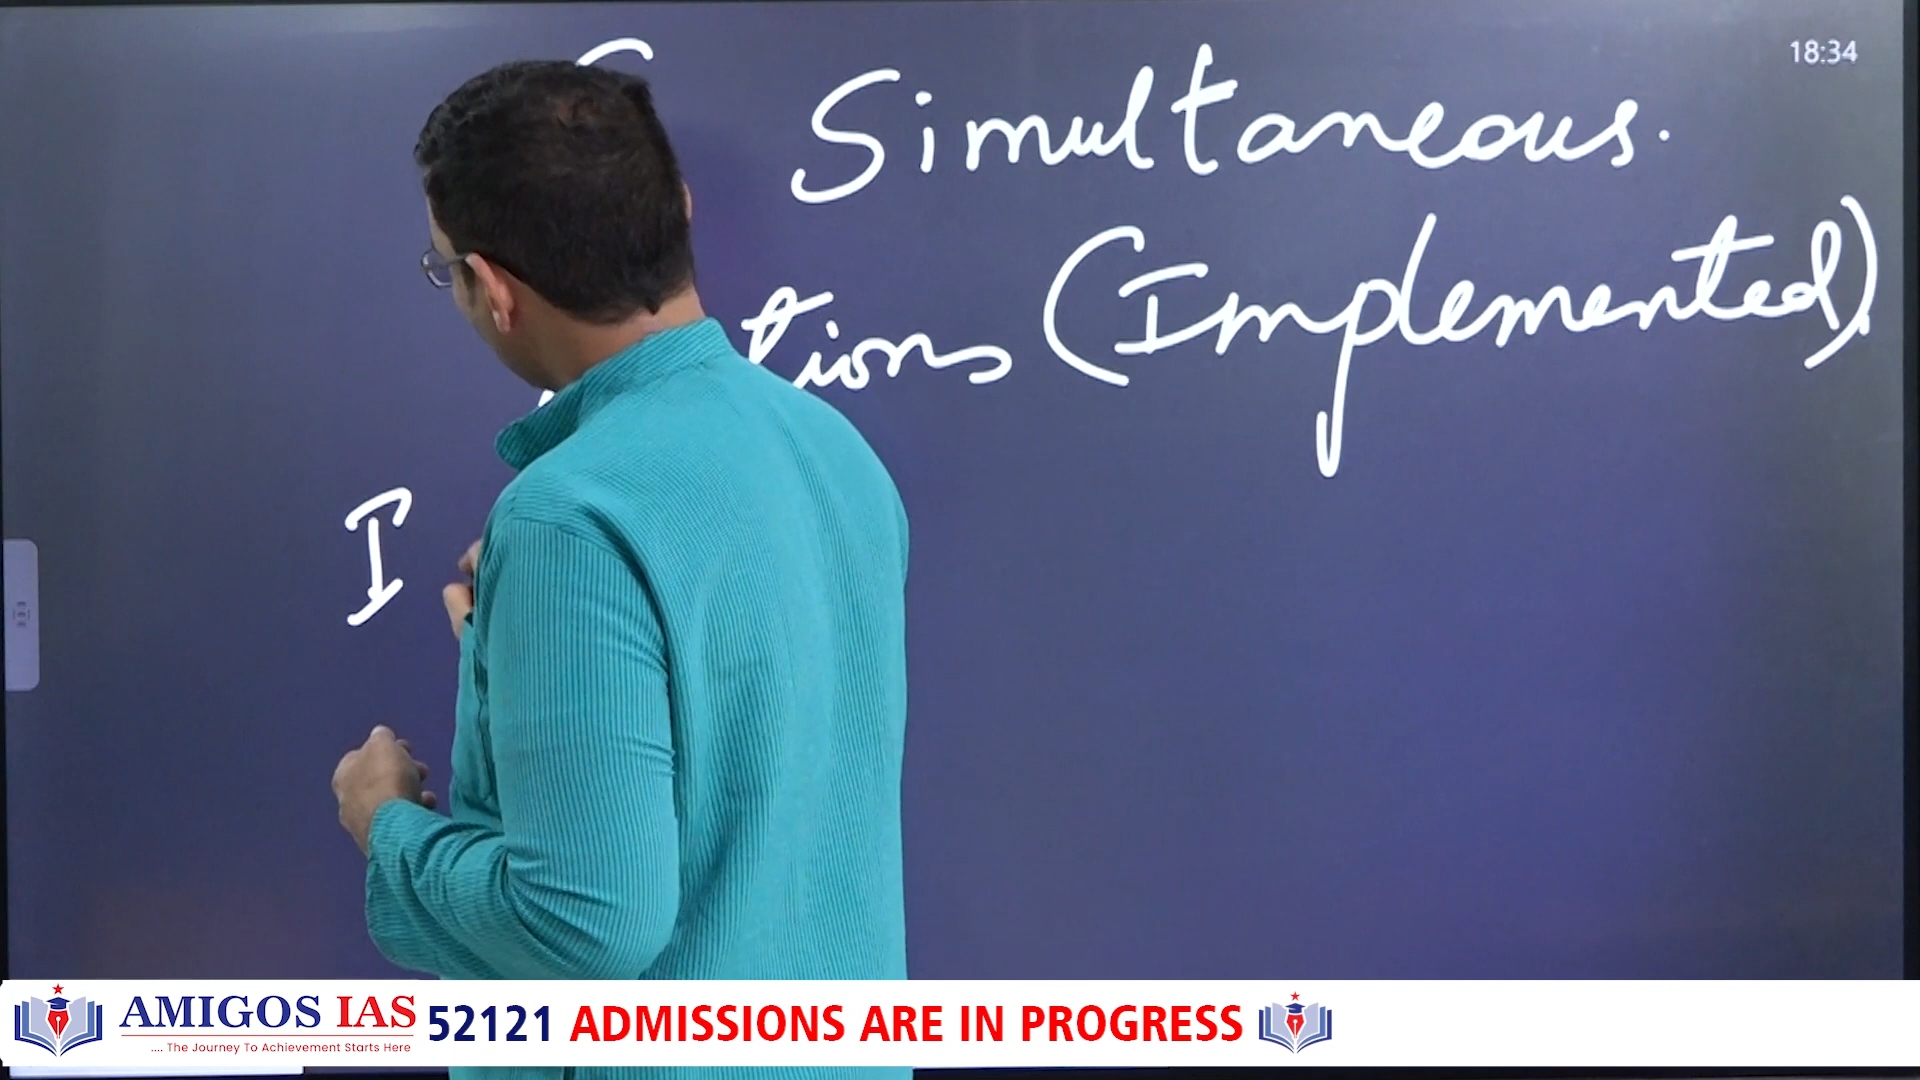 18:34
Simultaneous.
tions (Implemented)
I
AMIGOS IAS
.... The Journey To Achievement Starts Here
52121 ADMISSIONS ARE IN PROGRESS